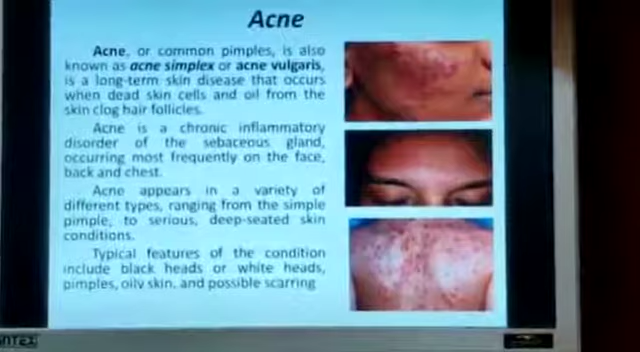 Acne
Acne, or common pimples, is also
known as acne simplex or acne vulgaris,
is a long-term skin disease that occurs
when dead skin cells and oil from the
skin clog hair follicles.
Acne is a chronic inflammatory
disorder of the sebaceous gland,
occurring most frequently on the face,
back and chest.
Acne appears in a variety of
different types, ranging from the simple
pimple, to serious, deep-seated skin
conditions.
Typical features of the condition
include black heads or white heads,
pimples, oily skin, and possible scarring